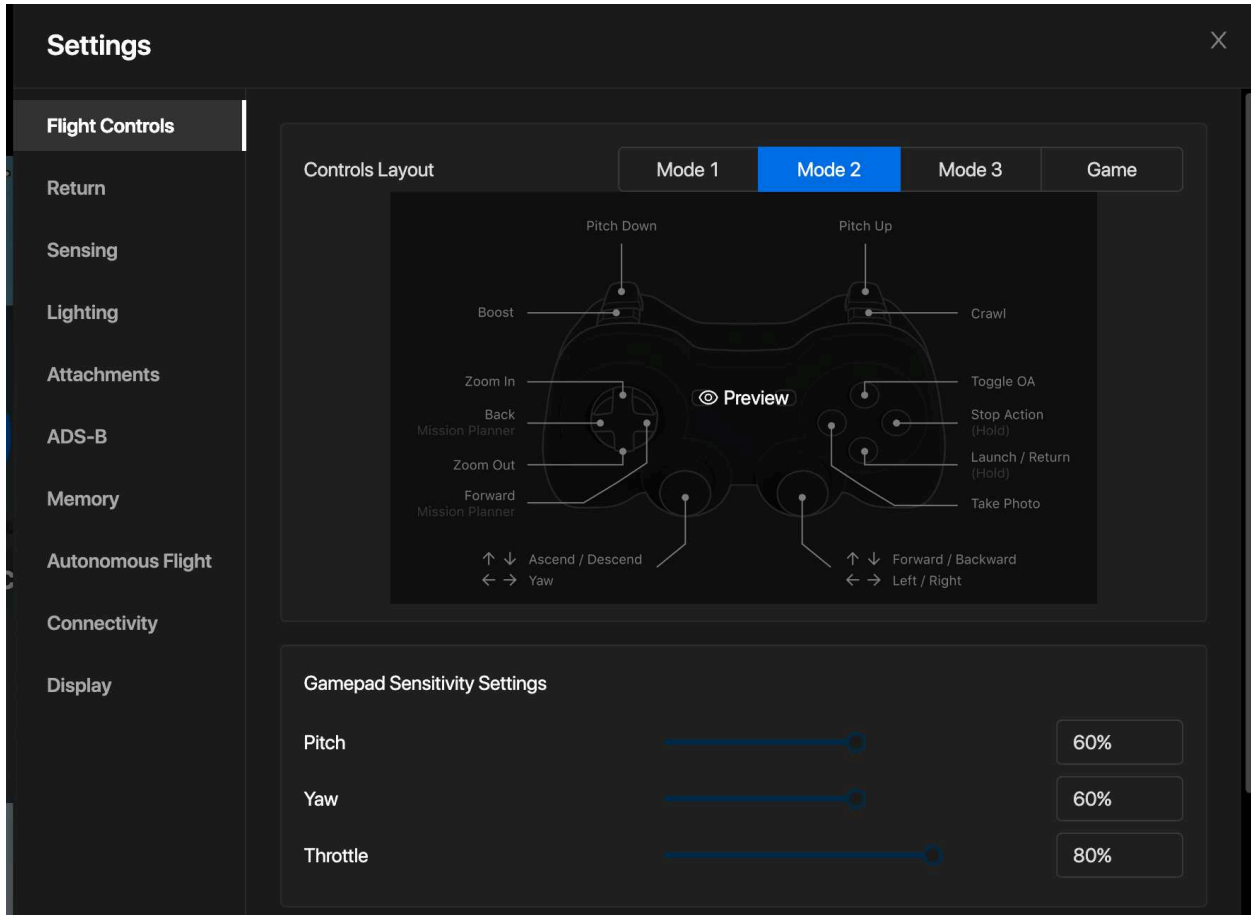 Settings
X
Flight Controls
Return
Sensing
Lighting
Attachments
ADS-B
Memory
Autonomous Flight
Connectivity
Display
Controls Layout
Mode 1
Mode 2
Mode 3
Game
Pitch Down
Pitch Up
Boost
Crawl
Zoom In
Toggle OA
Preview
Back
Mission Planner
Stop Action
(Hold)
Zoom Out
Launch / Return
(Hold)
Forward
Mission Planner
Take Photo
↑ ↓ Ascend / Descend
← → Yaw
↑ ↓ Forward / Backward
← → Left / Right
Gamepad Sensitivity Settings
Pitch
60%
Yaw
60%
Throttle
80%